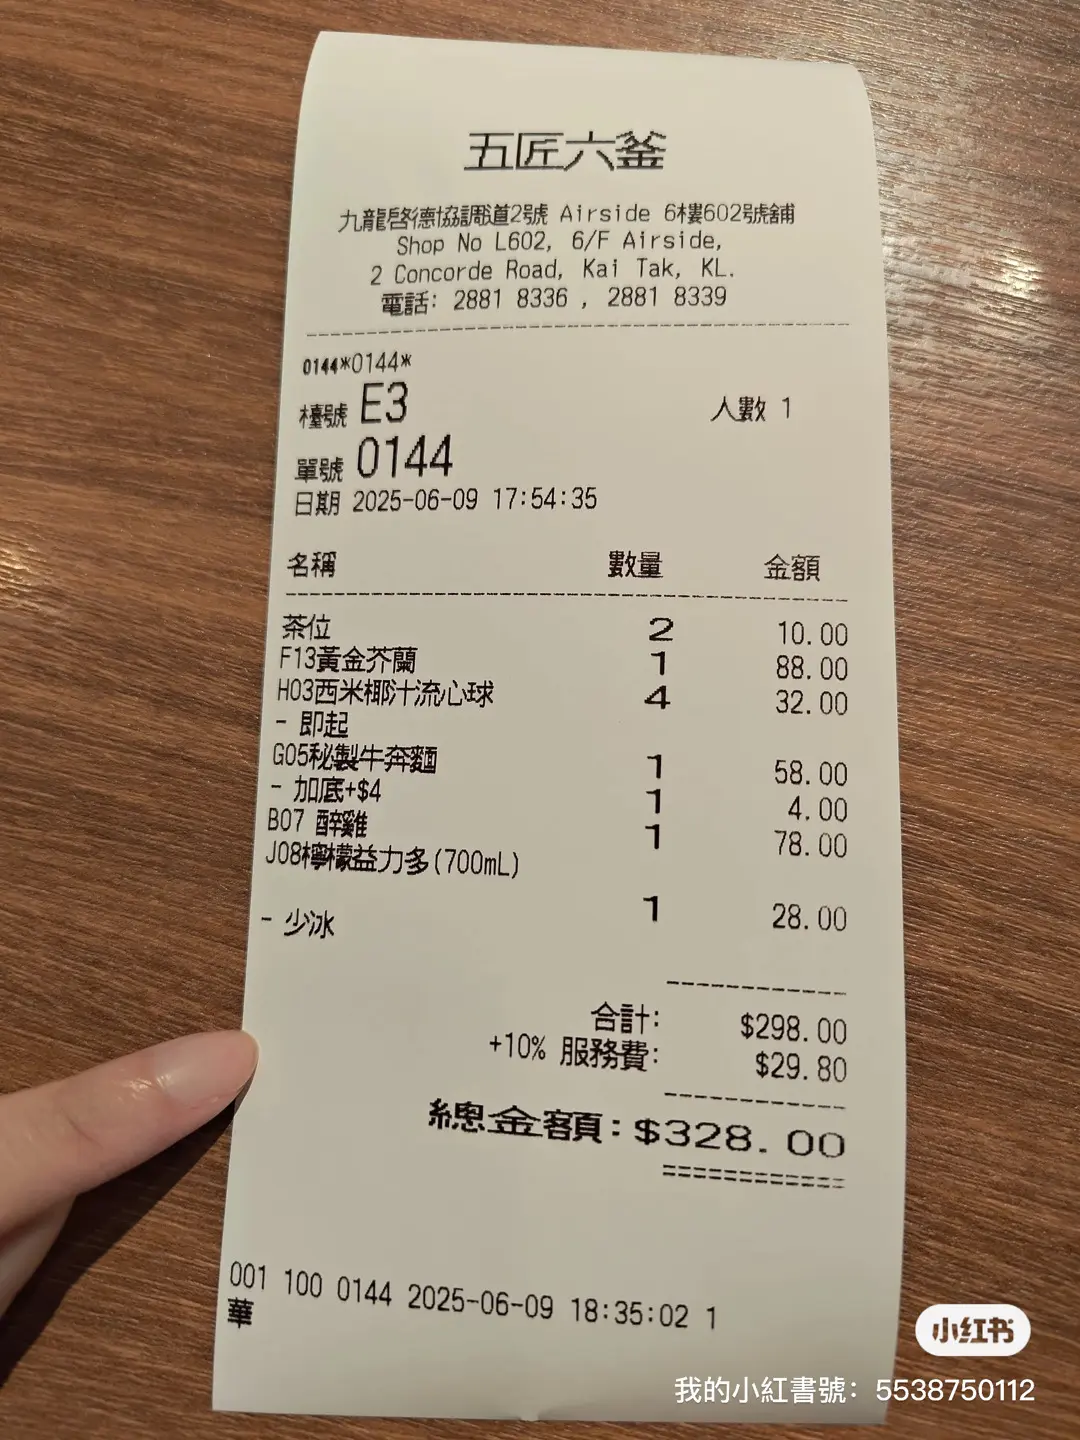 五匠六釜
九龍啓德協調道2號 Airside 6樓602號舖
Shop No L602, 6/F Airside,
2 Concorde Road, Kai Tak, KL.
電話: 2881 8336 , 2881 8339
0144*0144*
檯號 E3 人數 1
單號 0144
日期 2025-06-09 17:54:35
名稱 數量 金額
茶位 2 10.00
F13黃金芥蘭 1 88.00
H03西米椰汁流心球 4 32.00
- 即起
G05秘製牛奔麵 1 58.00
- 加底+$4 1 4.00
B07 醉雞 1 78.00
J08檸檬益力多(700mL)
1 28.00
- 少冰
合計: $298.00
+10% 服務費: $29.80
總金額: $328.00
001 100 0144 2025-06-09 18:35:02 1
華
小红书
我的小紅書號: 5538750112